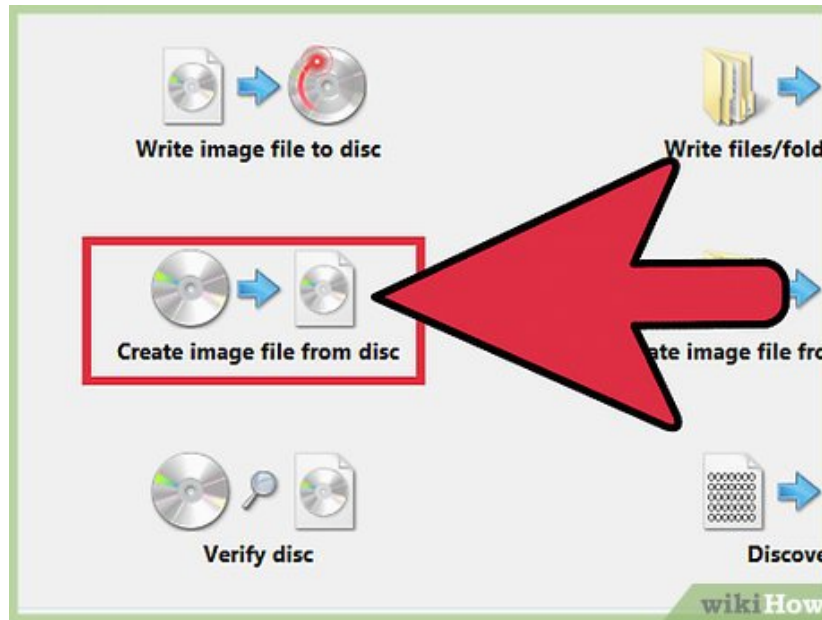 Write image file to disc
Write files/fold
Create image file from disc
ate image file fro
Verify disc
Discove
wikiHow